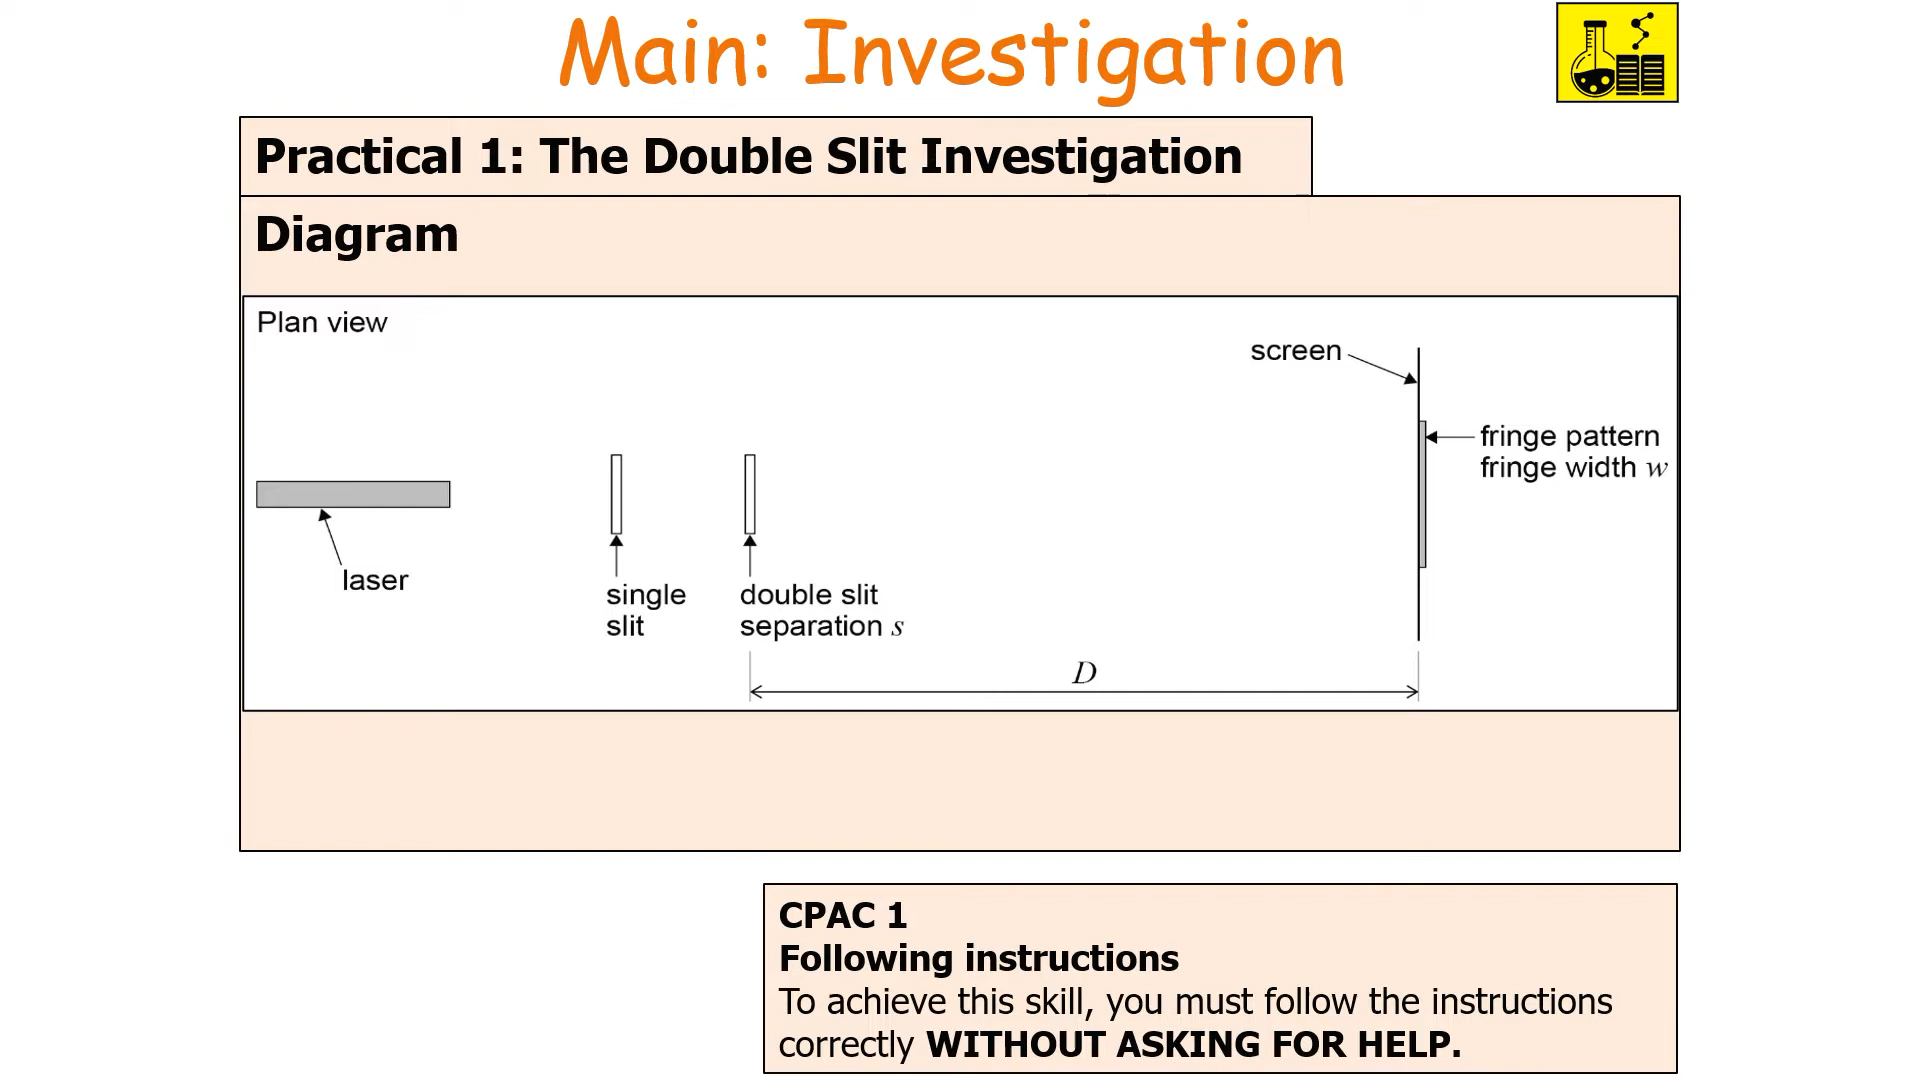 Main: Investigation
Practical 1: The Double Slit Investigation
Diagram
Plan view
screen
fringe pattern
fringe width w
laser
single
slit
double slit
separation s
D
CPAC 1
Following instructions
To achieve this skill, you must follow the instructions
correctly WITHOUT ASKING FOR HELP.